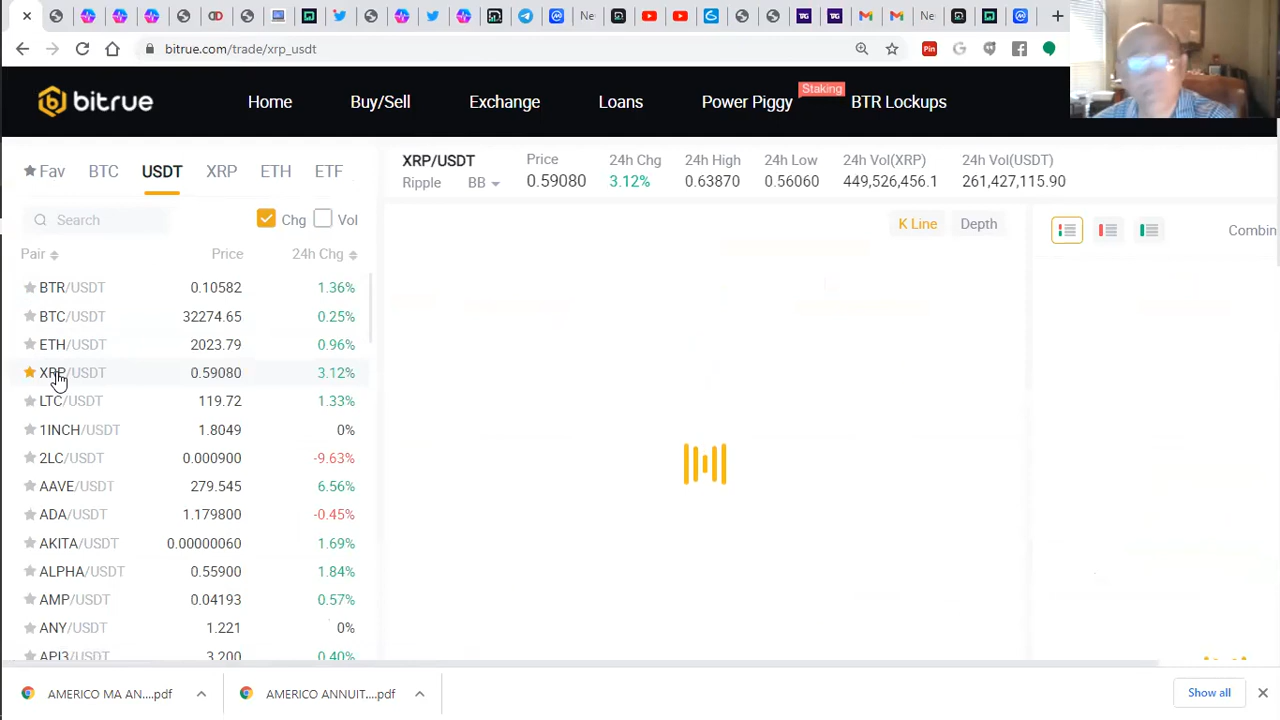 Ne
TG
TG
Ne
bitrue.com/trade/xrp_usdt
Pin
G
bitrue
Home
Buy/Sell
Exchange
Loans
Power Piggy
Staking
BTR Lockups
Fav
BTC
USDT
XRP
ETH
ETF
XRP/USDT
Ripple
BB
Price
0.59080
24h Chg
3.12%
24h High
0.63870
24h Low
0.56060
24h Vol(XRP)
449,526,456.1
24h Vol(USDT)
261,427,115.90
Search
Chg
Vol
K Line
Depth
Combin
Pair Price 24h Chg
BTR/USDT 0.10582 1.36%
BTC/USDT 32274.65 0.25%
ETH/USDT 2023.79 0.96%
XRP/USDT 0.59080 3.12%
LTC/USDT 119.72 1.33%
1INCH/USDT 1.8049 0%
2LC/USDT 0.000900 -9.63%
AAVE/USDT 279.545 6.56%
ADA/USDT 1.179800 -0.45%
AKITA/USDT 0.00000060 1.69%
ALPHA/USDT 0.55900 1.84%
AMP/USDT 0.04193 0.57%
ANY/USDT 1.221 0%
API3/USDT 3.200 0.40%
AMERICO MA AN....pdf
AMERICO ANNUIT....pdf
Show all